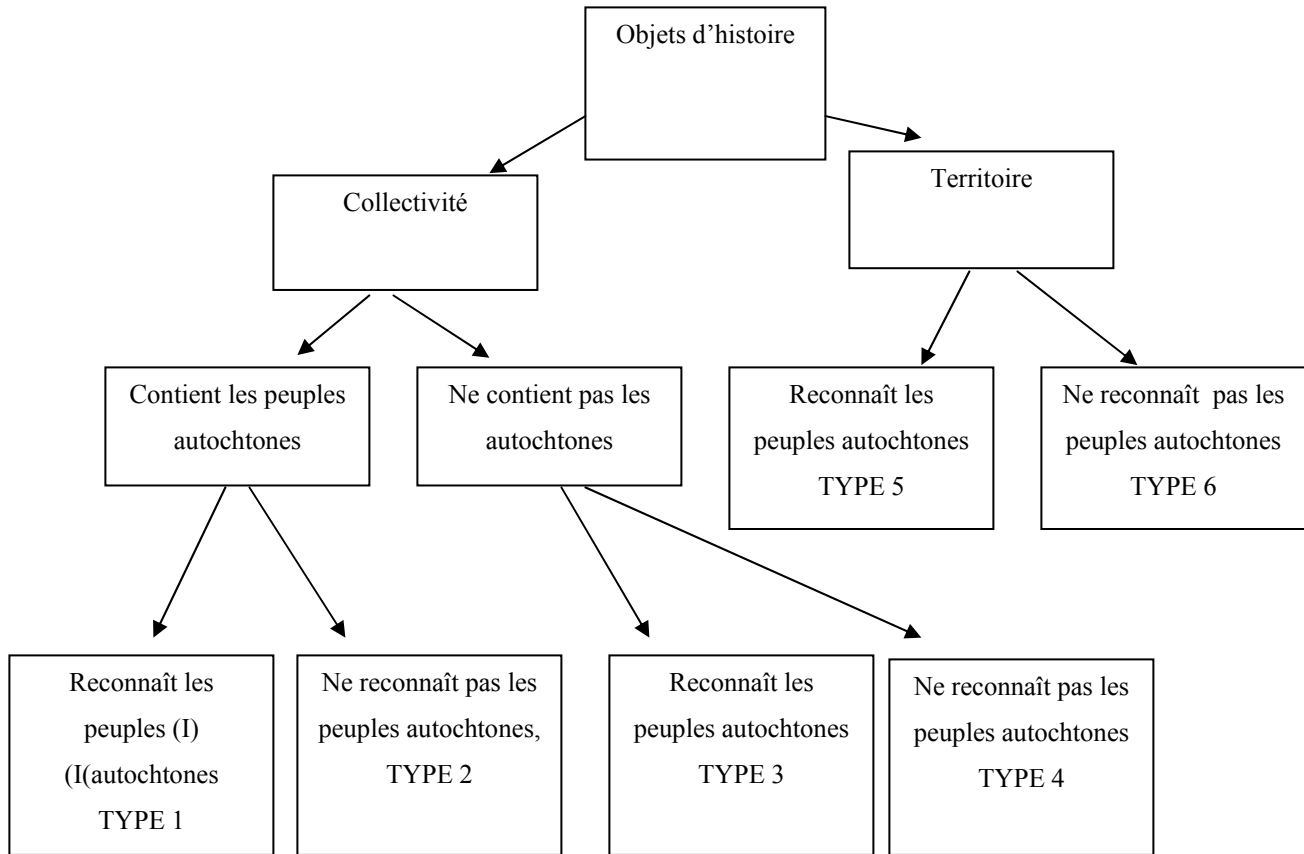 Objets d’histoire
Collectivité
Territoire
Contient les peuples
autochtones
Ne contient pas les
autochtones
Reconnaît les
peuples autochtones
TYPE 5
Ne reconnaît  pas les
peuples autochtones
TYPE 6
Reconnaît les
peuples (I)
(I(autochtones
TYPE 1
Ne reconnaît pas les
peuples autochtones,
TYPE 2
Reconnaît les
peuples autochtones
TYPE 3
Ne reconnaît pas les
peuples autochtones
TYPE 4